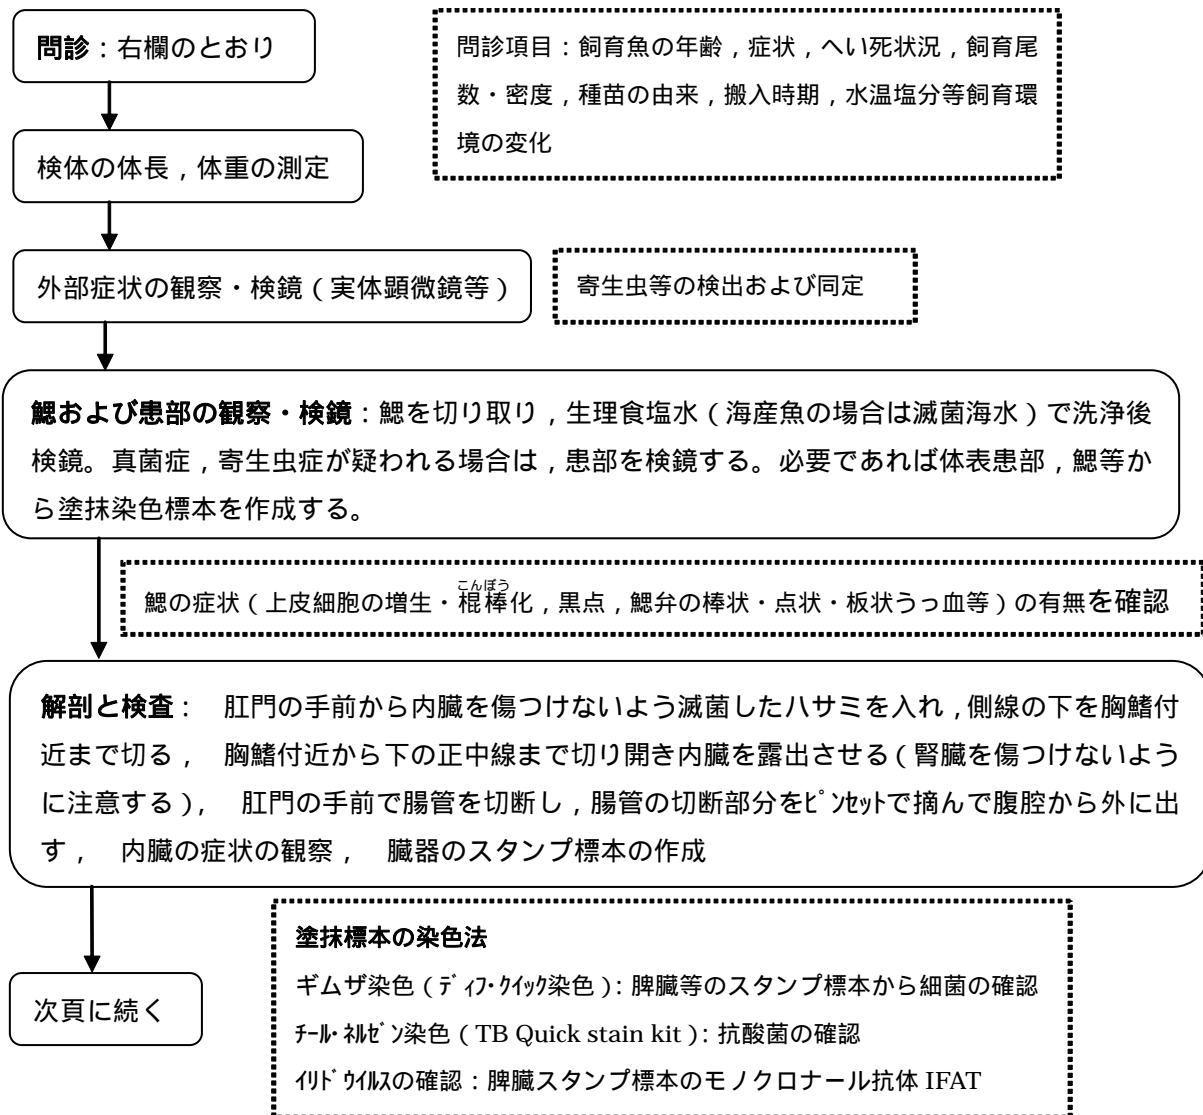 問診：右欄のとおり
問診項目：飼育魚の年齢，症状，へい死状況，飼育尾
数・密度，種苗の由来，搬入時期，水温塩分等飼育環
境の変化
検体の体長，体重の測定
外部症状の観察・検鏡（実体顕微鏡等）
寄生虫等の検出および同定
鰓および患部の観察・検鏡：鰓を切り取り，生理食塩水（海産魚の場合は滅菌海水）で洗浄後
検鏡。真菌症，寄生虫症が疑われる場合は，患部を検鏡する。必要であれば体表患部，鰓等か
ら塗抹染色標本を作成する。
こんぼう
鰓の症状（上皮細胞の増生・棍棒化，黒点，鰓弁の棒状・点状・板状うっ血等）の有無を確認
解剖と検査：　肛門の手前から内臓を傷つけないよう滅菌したハサミを入れ，側線の下を胸鰭付
近まで切る，　胸鰭付近から下の正中線まで切り開き内臓を露出させる（腎臓を傷つけないよう
に注意する），　肛門の手前で腸管を切断し，腸管の切断部分をﾋﾟﾝｾｯﾄで摘んで腹腔から外に出
す，　内臓の症状の観察，　臓器のスタンプ標本の作成
次頁に続く
塗抹標本の染色法
ギムザ染色（ﾃﾞｨﾌ･ｸｲｯｸ染色）：脾臓等のスタンプ標本から細菌の確認
ﾁｰﾙ･ﾈﾙｾﾞﾝ染色（TB Quick stain kit）：抗酸菌の確認
ｲﾘﾄﾞｳｲﾙｽの確認：脾臓スタンプ標本のモノクロナール抗体 IFAT